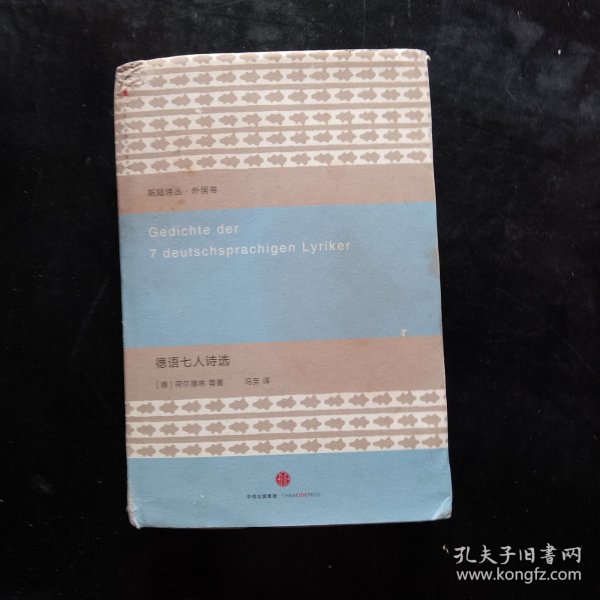 新陆诗丛·外国卷
Gedichte der
7 deutschsprachigen Lyriker
德语七人诗选
[德]荷尔德林 等著 冯至 译
中信出版集团 CHINACITICPRESS
孔夫子旧书网
www.kongfz.com